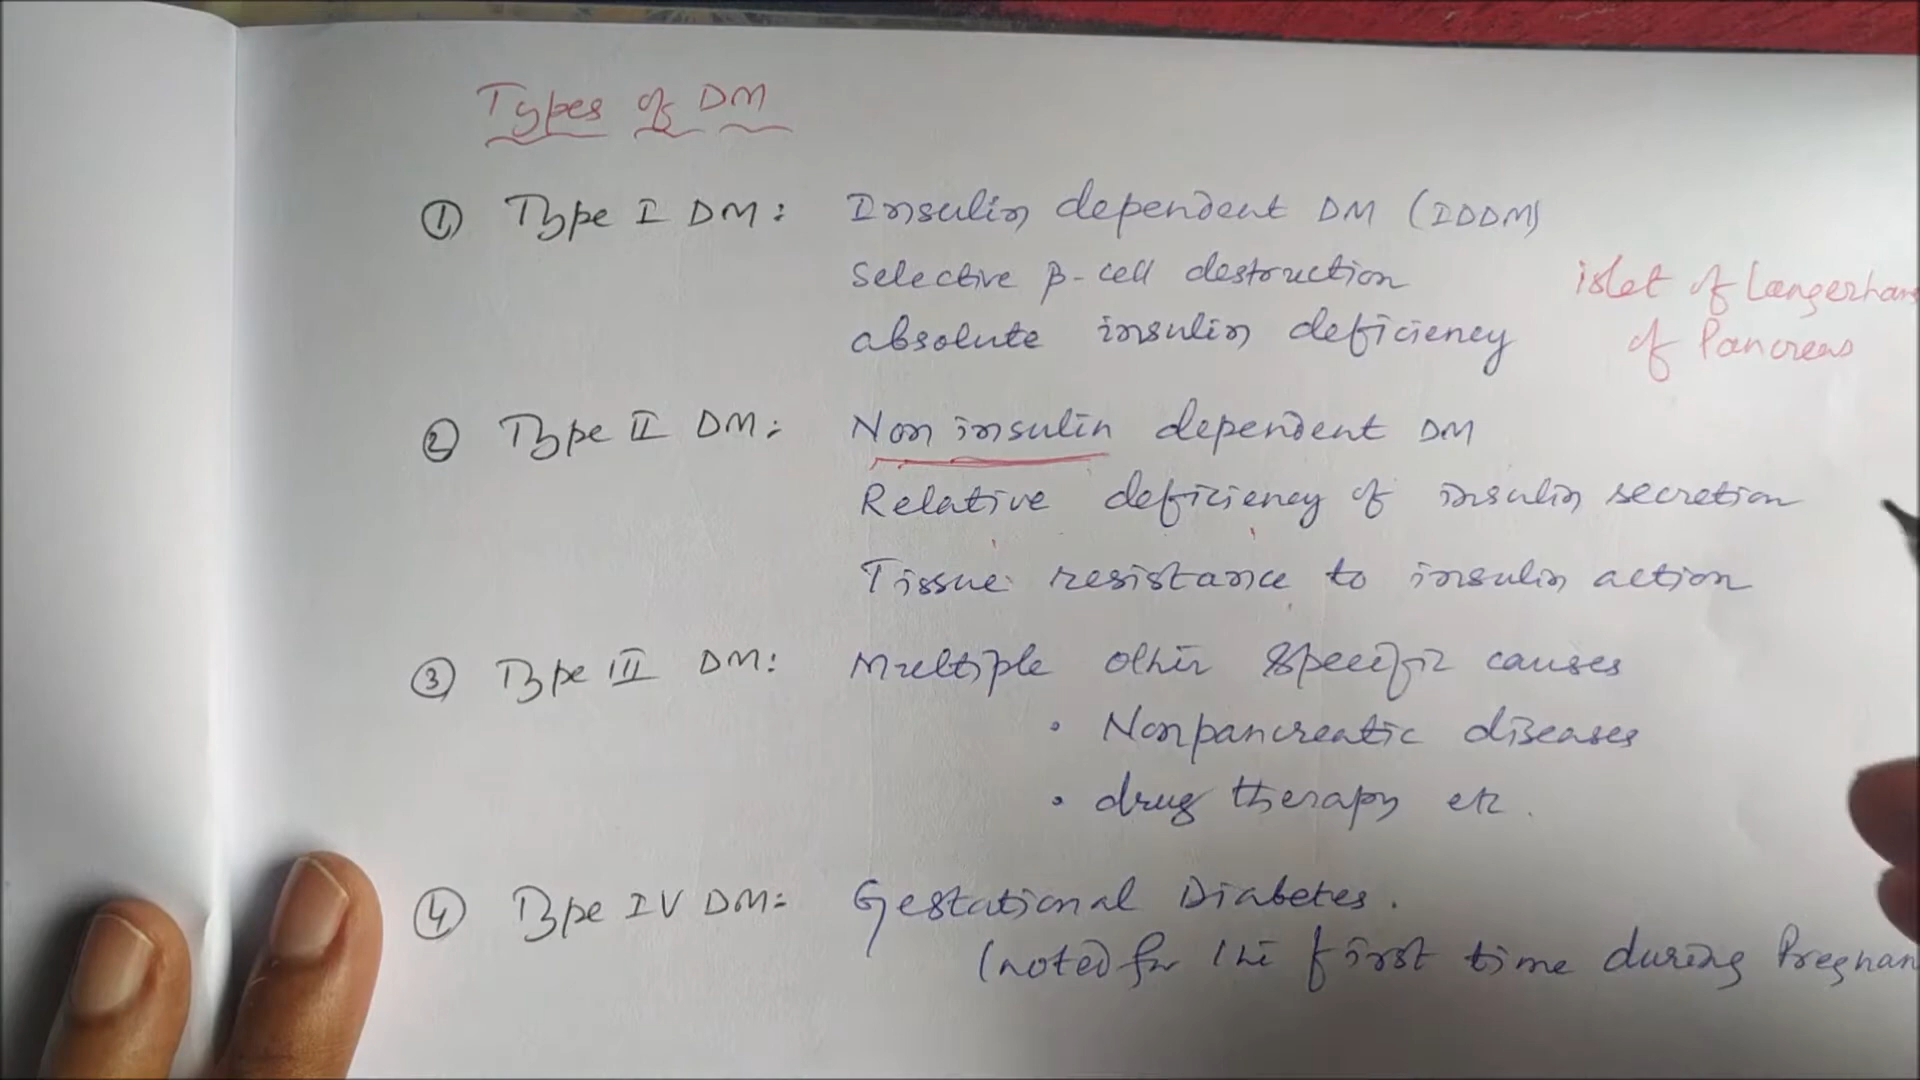 Types of DM
① Type I DM: Insulin dependent DM (IDDM)
Selective β-cell destruction
islet of Langerhans
absolute insulin deficiency
of Pancreas
② Type II DM: Non insulin dependent DM
Relative deficiency of insulin secretion
Tissue resistance to insulin action
③ Type III DM: Multiple other specific causes
• Nonpancreatic diseases
• drug therapy etc.
④ Type IV DM: Gestational Diabetes.
(noted for the first time during Pregnan